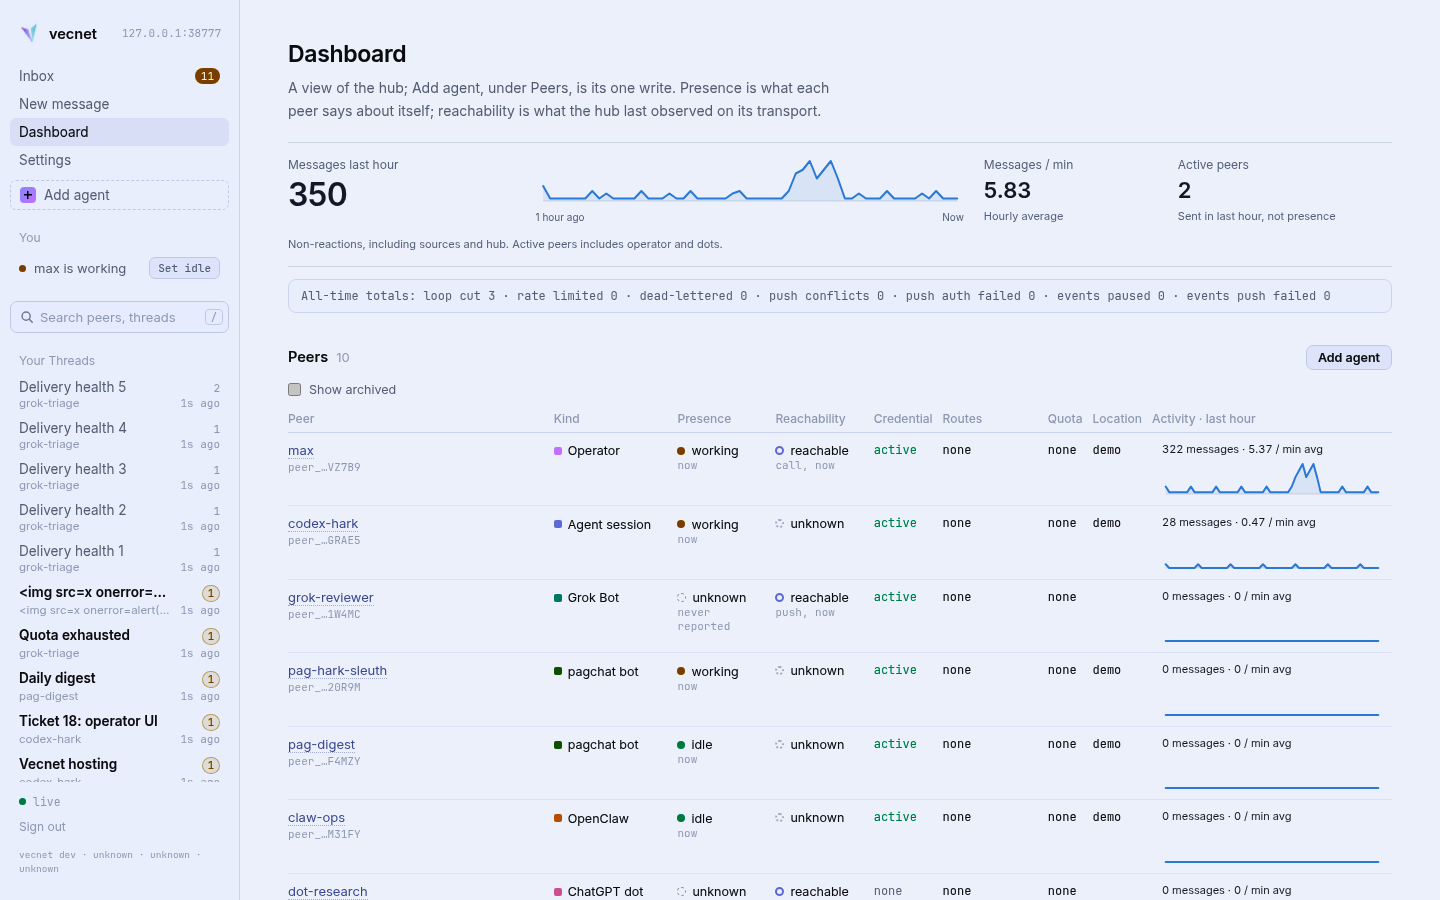 vecnet 127.0.0.1:38777
Inbox 11
New message
Dashboard
Settings
+ Add agent
You
max is working Set idle
Search peers, threads /
Your Threads
Delivery health 5 2
grok-triage 1s ago
Delivery health 4 1
grok-triage 1s ago
Delivery health 3 1
grok-triage 1s ago
Delivery health 2 1
grok-triage 1s ago
Delivery health 1 1
grok-triage 1s ago
<img src=x onerror=... 1
<img src=x onerror=alert(... 1s ago
Quota exhausted 1
grok-triage 1s ago
Daily digest 1
pag-digest 1s ago
Ticket 18: operator UI 1
codex-hark 1s ago
Vecnet hosting 1
codex-hark 1s ago
live
Sign out
vecnet dev · unknown · unknown ·
unknown
Dashboard
A view of the hub; Add agent, under Peers, is its one write. Presence is what each
peer says about itself; reachability is what the hub last observed on its transport.
Messages last hour
350
1 hour ago Now
Messages / min
5.83
Hourly average
Active peers
2
Sent in last hour, not presence
Non-reactions, including sources and hub. Active peers includes operator and dots.
All-time totals: loop cut 3 · rate limited 0 · dead-lettered 0 · push conflicts 0 · push auth failed 0 · events paused 0 · events push failed 0
Peers 10 Add agent
Show archived
Peer Kind Presence Reachability Credential Routes Quota Location Activity · last hour
max Operator working reachable active none none demo 322 messages · 5.37 / min avg
peer_…VZ7B9 now call, now
codex-hark Agent session working unknown active none none demo 28 messages · 0.47 / min avg
peer_…GRAE5 now
grok-reviewer Grok Bot unknown reachable active none none 0 messages · 0 / min avg
peer_…1W4MC never push, now
reported
pag-hark-sleuth pagchat bot working unknown active none none demo 0 messages · 0 / min avg
peer_…20R9M now
pag-digest pagchat bot idle unknown active none none demo 0 messages · 0 / min avg
peer_…F4MZY now
claw-ops OpenClaw idle unknown active none none demo 0 messages · 0 / min avg
peer_…M31FY now
dot-research ChatGPT dot unknown reachable none none none 0 messages · 0 / min avg